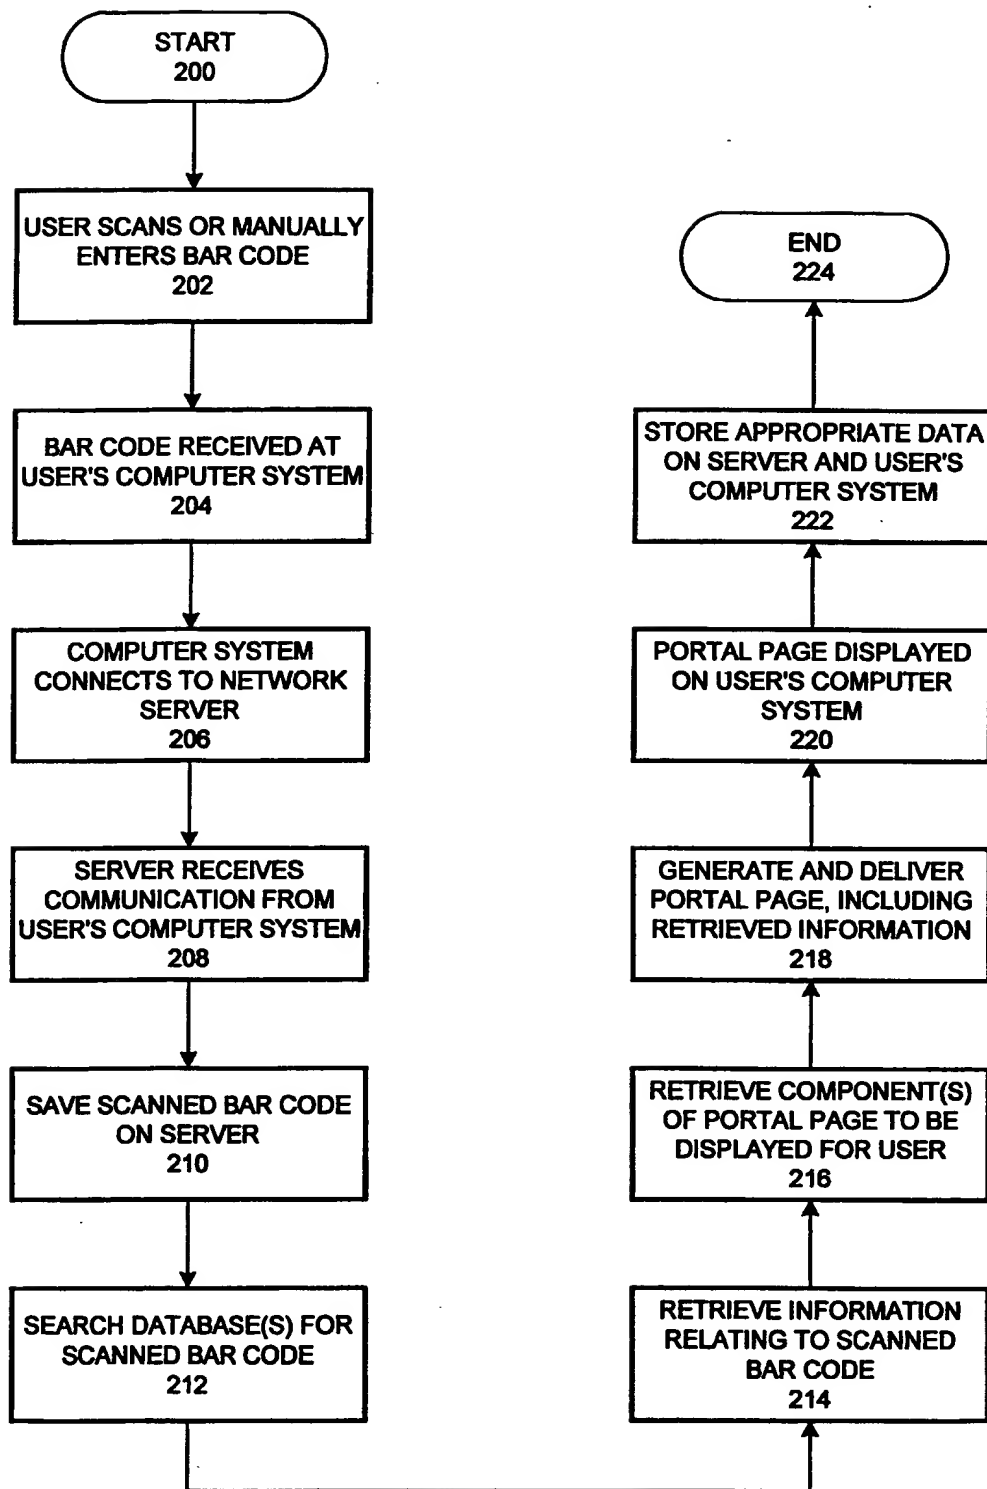 START
200
USER SCANS OR MANUALLY
ENTERS BAR CODE
202
BAR CODE RECEIVED AT
USER'S COMPUTER SYSTEM
204
COMPUTER SYSTEM
CONNECTS TO NETWORK
SERVER
206
SERVER RECEIVES
COMMUNICATION FROM
USER'S COMPUTER SYSTEM
208
SAVE SCANNED BAR CODE
ON SERVER
210
SEARCH DATABASE(S) FOR
SCANNED BAR CODE
212
RETRIEVE INFORMATION
RELATING TO SCANNED
BAR CODE
214
RETRIEVE COMPONENT(S)
OF PORTAL PAGE TO BE
DISPLAYED FOR USER
216
GENERATE AND DELIVER
PORTAL PAGE, INCLUDING
RETRIEVED INFORMATION
218
PORTAL PAGE DISPLAYED
ON USER'S COMPUTER
SYSTEM
220
STORE APPROPRIATE DATA
ON SERVER AND USER'S
COMPUTER SYSTEM
222
END
224